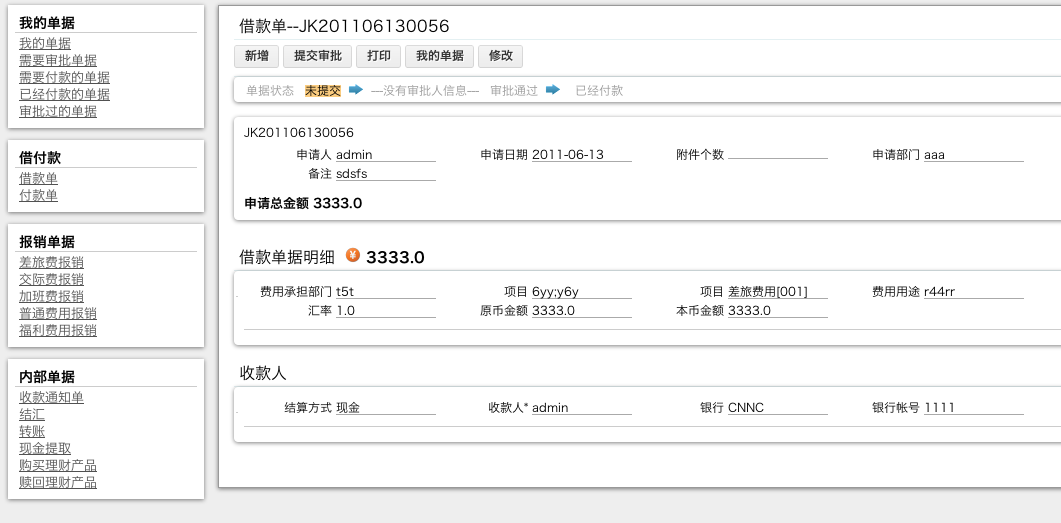 我的单据
我的单据
需要审批单据
需要付款的单据
已经付款的单据
审批过的单据
借付款
借款单
付款单
报销单据
差旅费报销
交际费报销
加班费报销
普通费用报销
福利费用报销
内部单据
收款通知单
结汇
转账
现金提取
购买理财产品
赎回理财产品
借款单--JK201106130056
新增 提交审批 打印 我的单据 修改
单据状态 未提交 —没有审批人信息— 审批通过 已经付款
JK201106130056
申请人 admin 申请日期 2011-06-13 附件个数 申请部门 aaa
备注 sdsfs
申请总金额 3333.0
借款单据明细 ¥ 3333.0
费用承担部门 t5t 项目 6yy;y6y 项目 差旅费用[001] 费用用途 r44rr
汇率 1.0 原币金额 3333.0 本币金额 3333.0
收款人
结算方式 现金 收款人* admin 银行 CNNC 银行帐号 1111